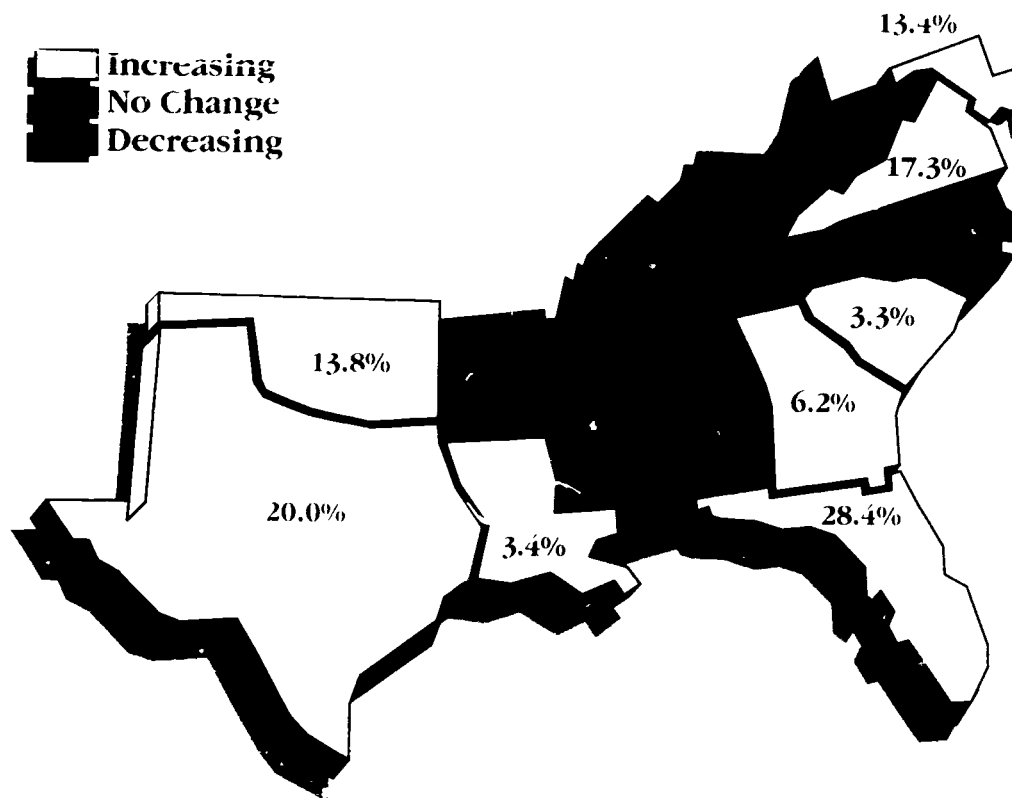 Increasing
No Change
Decreasing
13.4%
17.3%
3.3%
13.8%
6.2%
20.0%
28.4%
3.4%